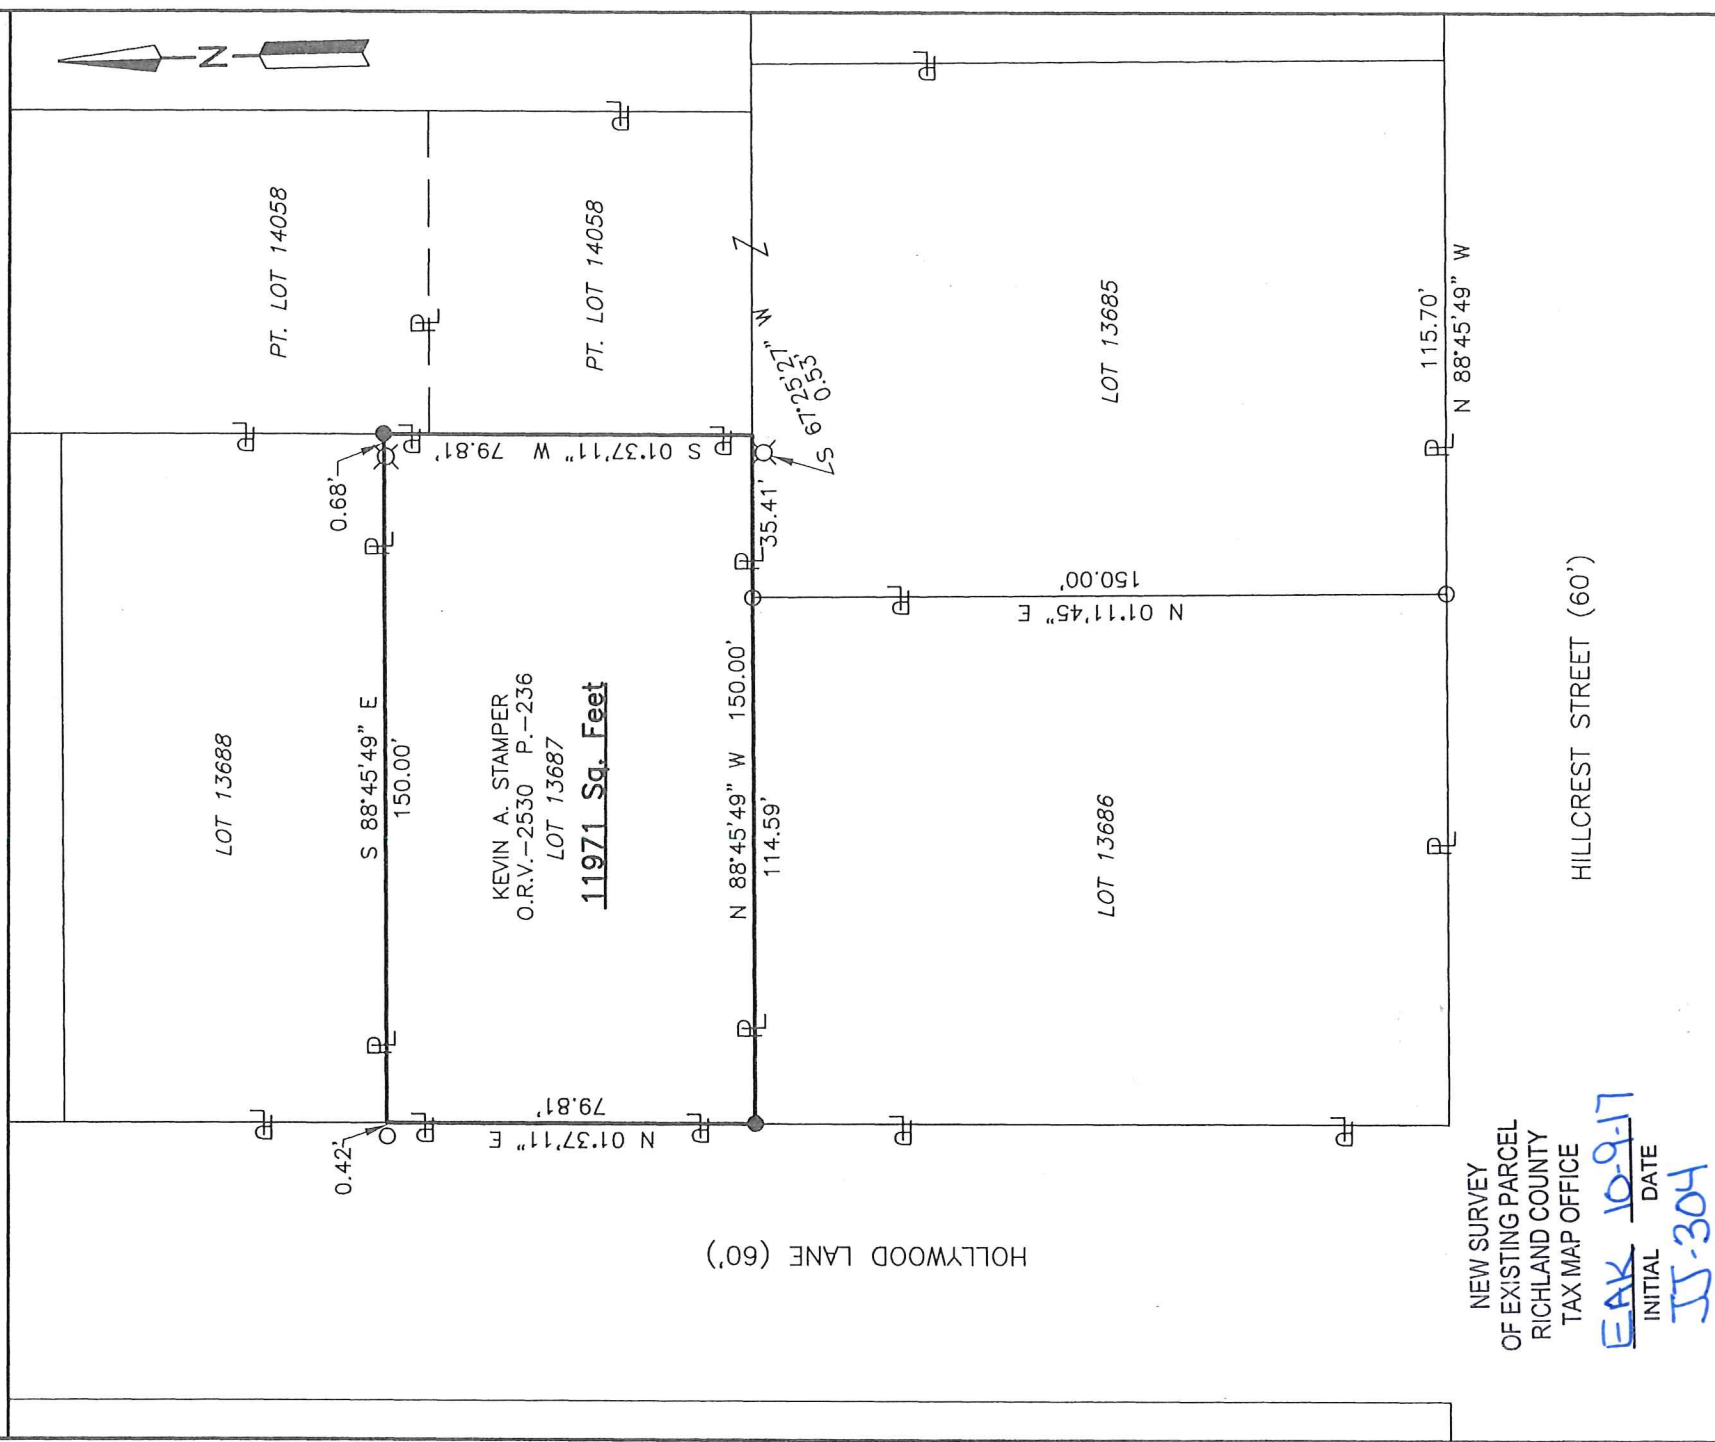 N
PT. LOT 14058
PT. LOT 14058
LOT 13688
0.68'
S 88°45'49" E
150.00'
S 01°37'11" W 79.81'
KEVIN A. STAMPER
O.R.V.-2530 P.-236
LOT 13687
11971 Sq. Feet
0.42'
N 01°37'11" E
79.81'
N 88°45'49" W 150.00'
114.59'
35.41'
S 67°25'27" W
0.53'
LOT 13685
N 01°11'45" E
150.00'
LOT 13686
115.70'
N 88°45'49" W
HOLLYWOOD LANE (60')
HILLCREST STREET (60')
NEW SURVEY
OF EXISTING PARCEL
RICHLAND COUNTY
TAX MAP OFFICE
EAK 10-9-17
INITIAL DATE
JJ-304